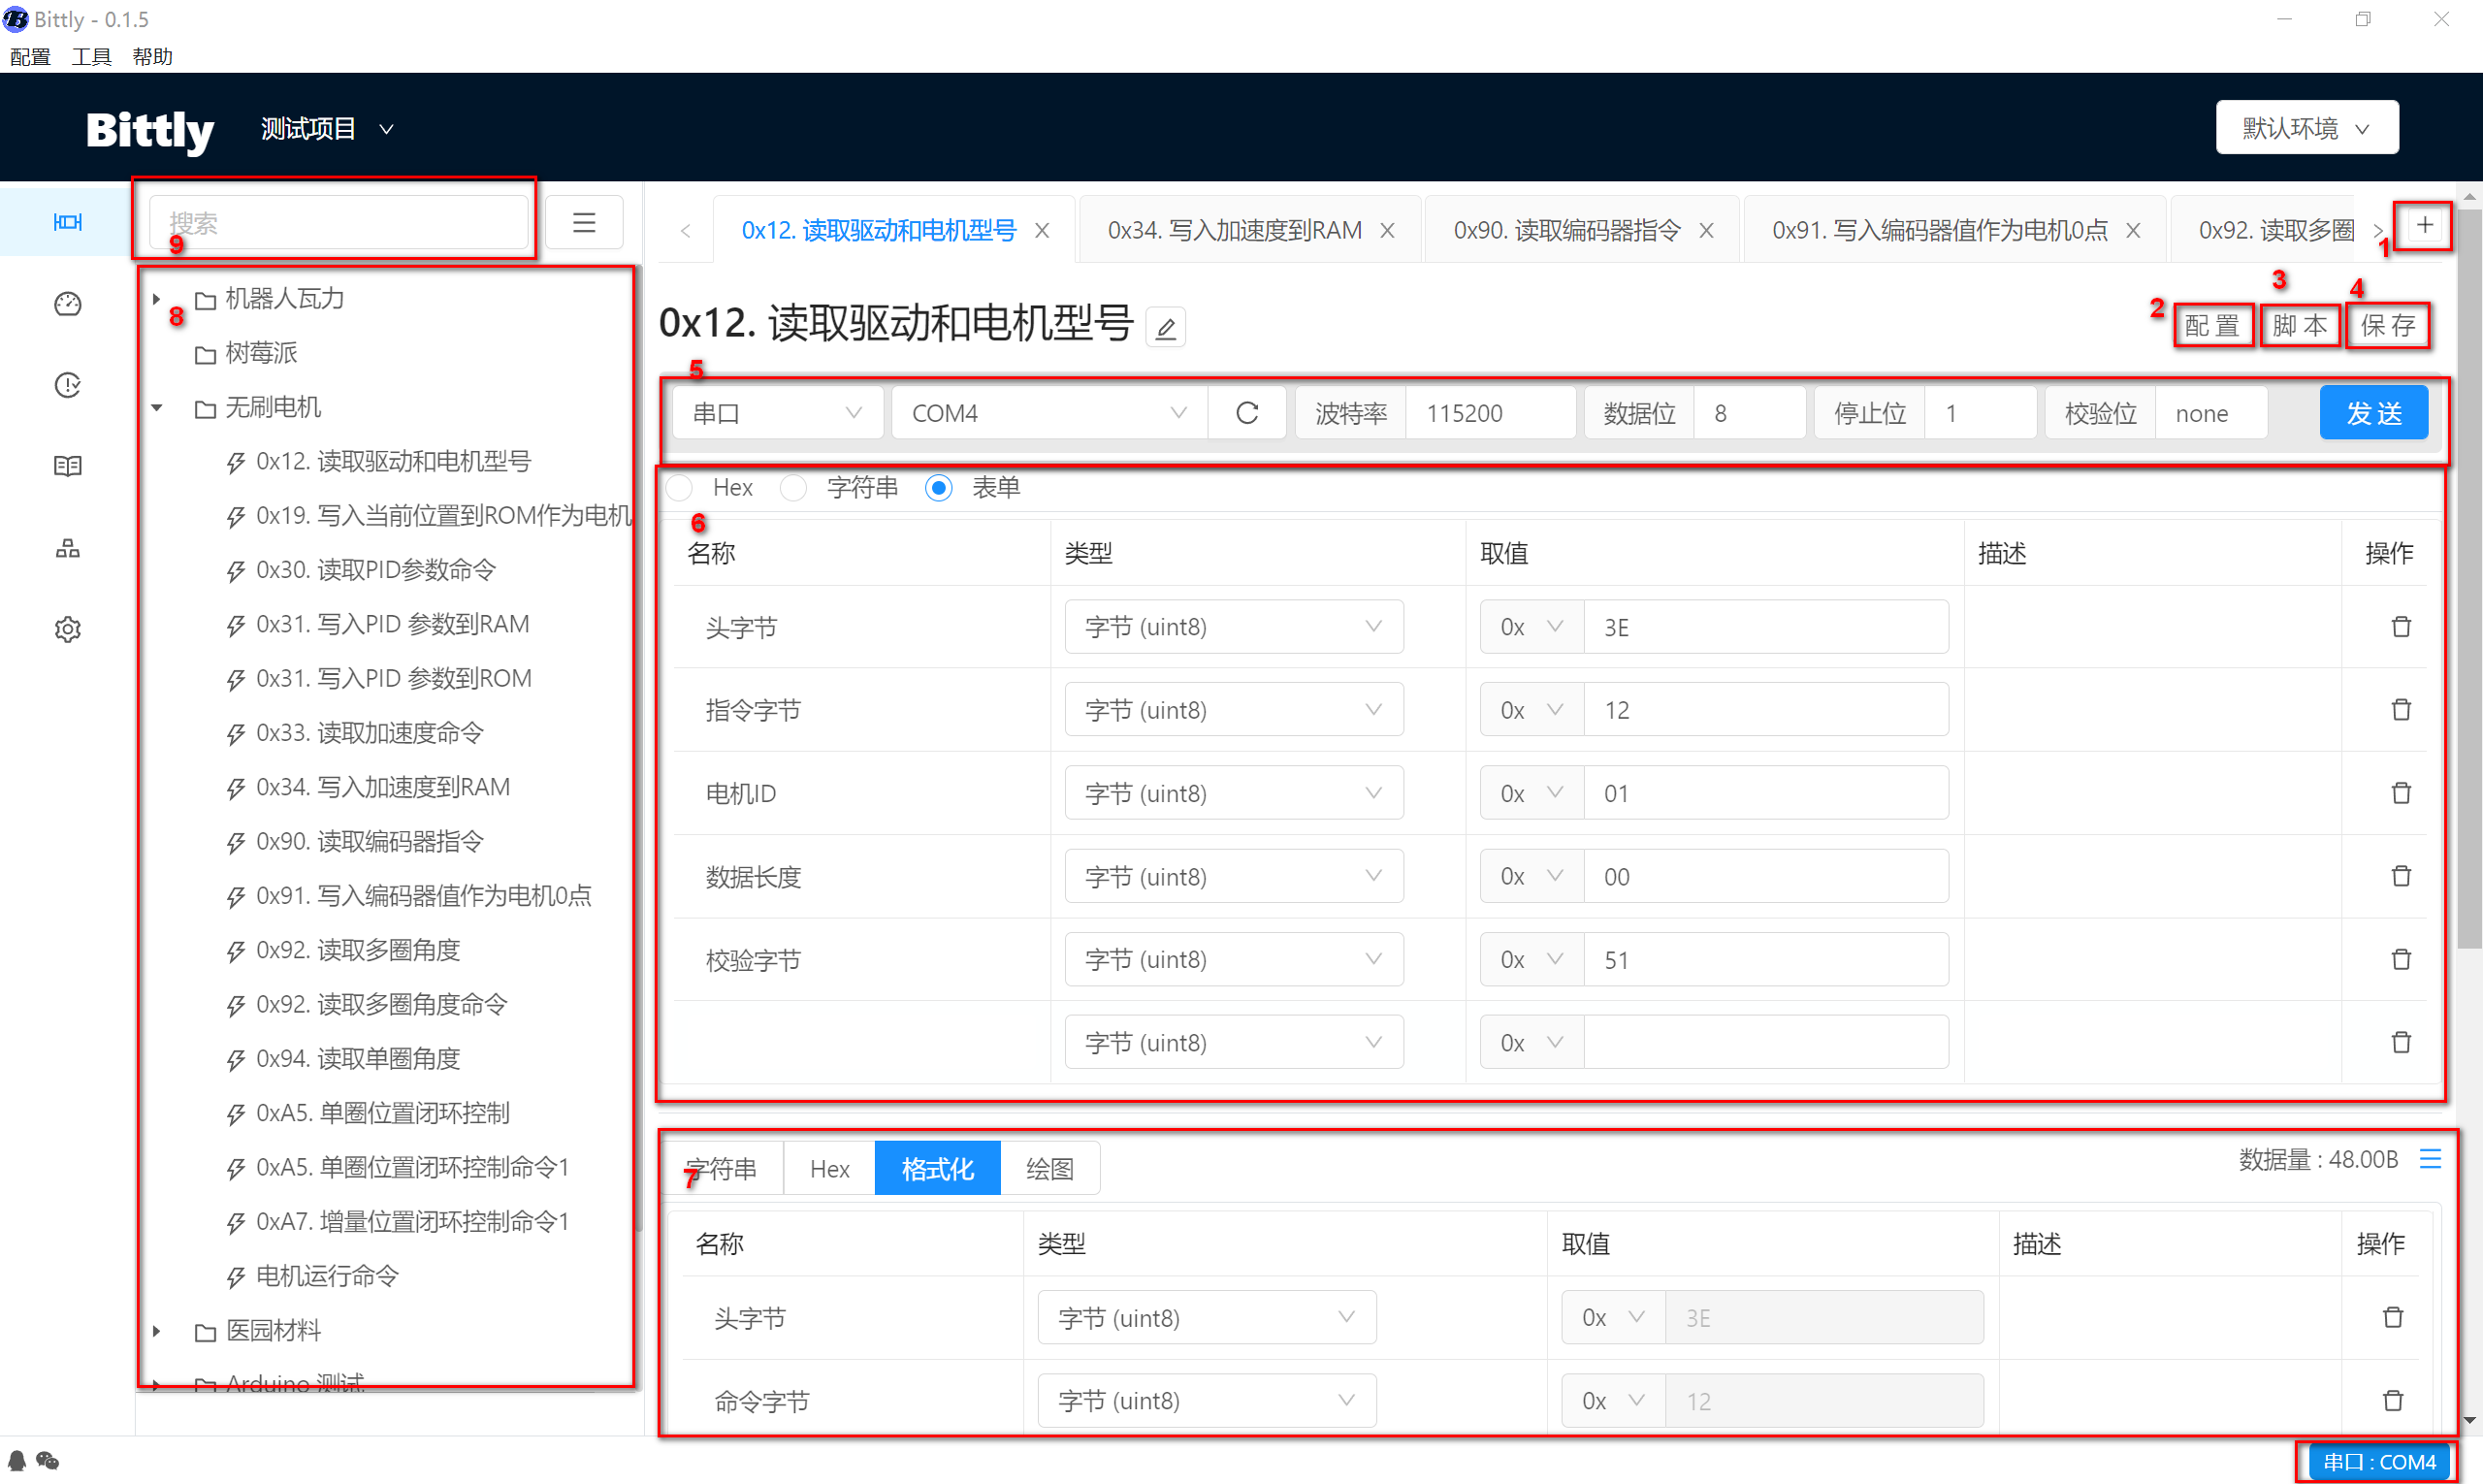 Bittly - 0.1.5
配置 工具 帮助
Bittly 测试项目 默认环境
搜索
9
0x12. 读取驱动和电机型号 0x34. 写入加速度到RAM 0x90. 读取编码器指令 0x91. 写入编码器值作为电机0点 0x92. 读取多圈
1
8
机器人瓦力
树莓派
无刷电机
0x12. 读取驱动和电机型号
0x19. 写入当前位置到ROM作为电机
0x30. 读取PID参数命令
0x31. 写入PID 参数到RAM
0x31. 写入PID 参数到ROM
0x33. 读取加速度命令
0x34. 写入加速度到RAM
0x90. 读取编码器指令
0x91. 写入编码器值作为电机0点
0x92. 读取多圈角度
0x92. 读取多圈角度命令
0x94. 读取单圈角度
0xA5. 单圈位置闭环控制
0xA5. 单圈位置闭环控制命令1
0xA7. 增量位置闭环控制命令1
电机运行命令
医园材料
Arduino 测试
0x12. 读取驱动和电机型号
2 配置 3 脚本 4 保存
5
串口 COM4 波特率 115200 数据位 8 停止位 1 校验位 none 发送
Hex 字符串 表单
6
名称 类型 取值 描述 操作
头字节 字节 (uint8) 0x 3E
指令字节 字节 (uint8) 0x 12
电机ID 字节 (uint8) 0x 01
数据长度 字节 (uint8) 0x 00
校验字节 字节 (uint8) 0x 51
字节 (uint8) 0x
7
字符串 Hex 格式化 绘图 数据量 : 48.00B
名称 类型 取值 描述 操作
头字节 字节 (uint8) 0x 3E
命令字节 字节 (uint8) 0x 12
串口 : COM4